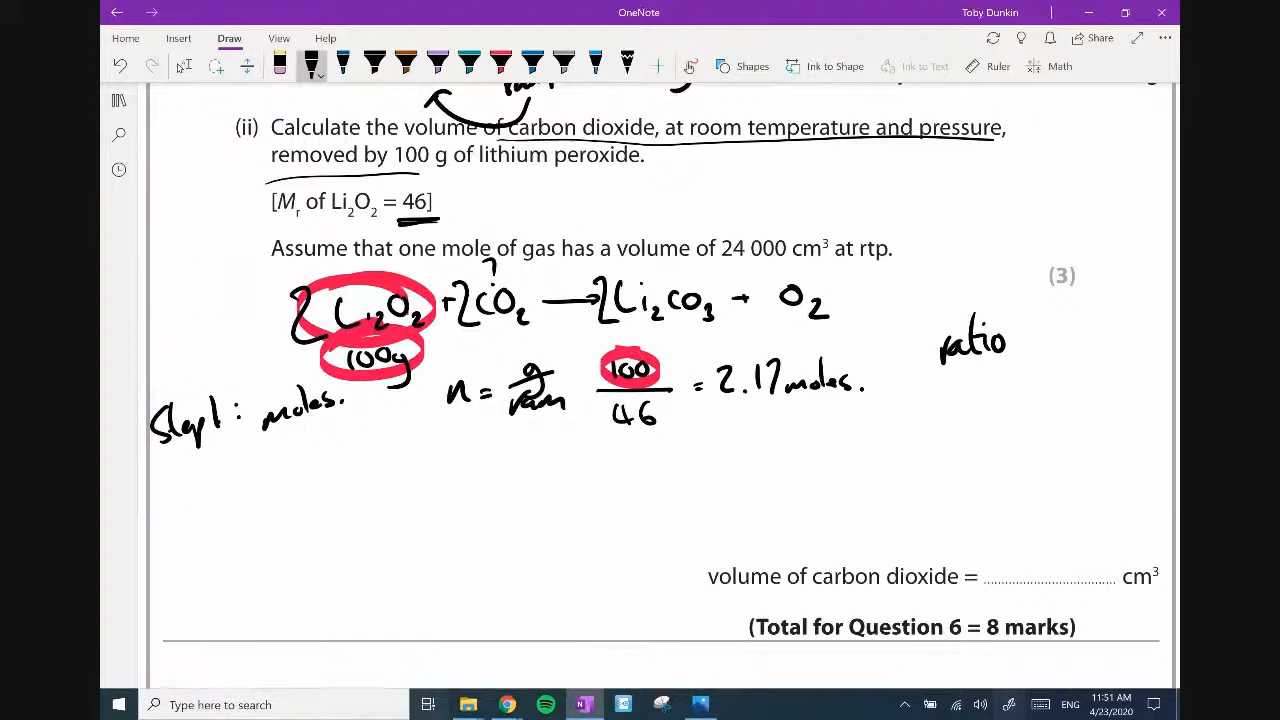 OneNote
Toby Dunkin
Home Insert Draw View Help
Share
Shapes Ink to Shape Ink to Text Ruler Math
(ii) Calculate the volume of carbon dioxide, at room temperature and pressure,
removed by 100 g of lithium peroxide.
[Mr of Li2O2 = 46]
Assume that one mole of gas has a volume of 24 000 cm³ at rtp.
(3)
?
2Li2O2 + 2CO2 → 2Li2CO3 + O2
100g
ratio
Step 1: moles. n = g/ram 100/46 = 2.17 moles.
volume of carbon dioxide = ........................................ cm³
(Total for Question 6 = 8 marks)
Type here to search
ENG
11:51 AM
4/23/2020